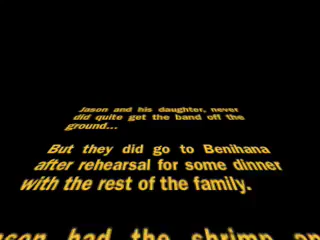 Jason and his daughter, never
did quite get the band off the
ground...
But they did go to Benihana
after rehearsal for some dinner
with the rest of the family.
had the shrimp